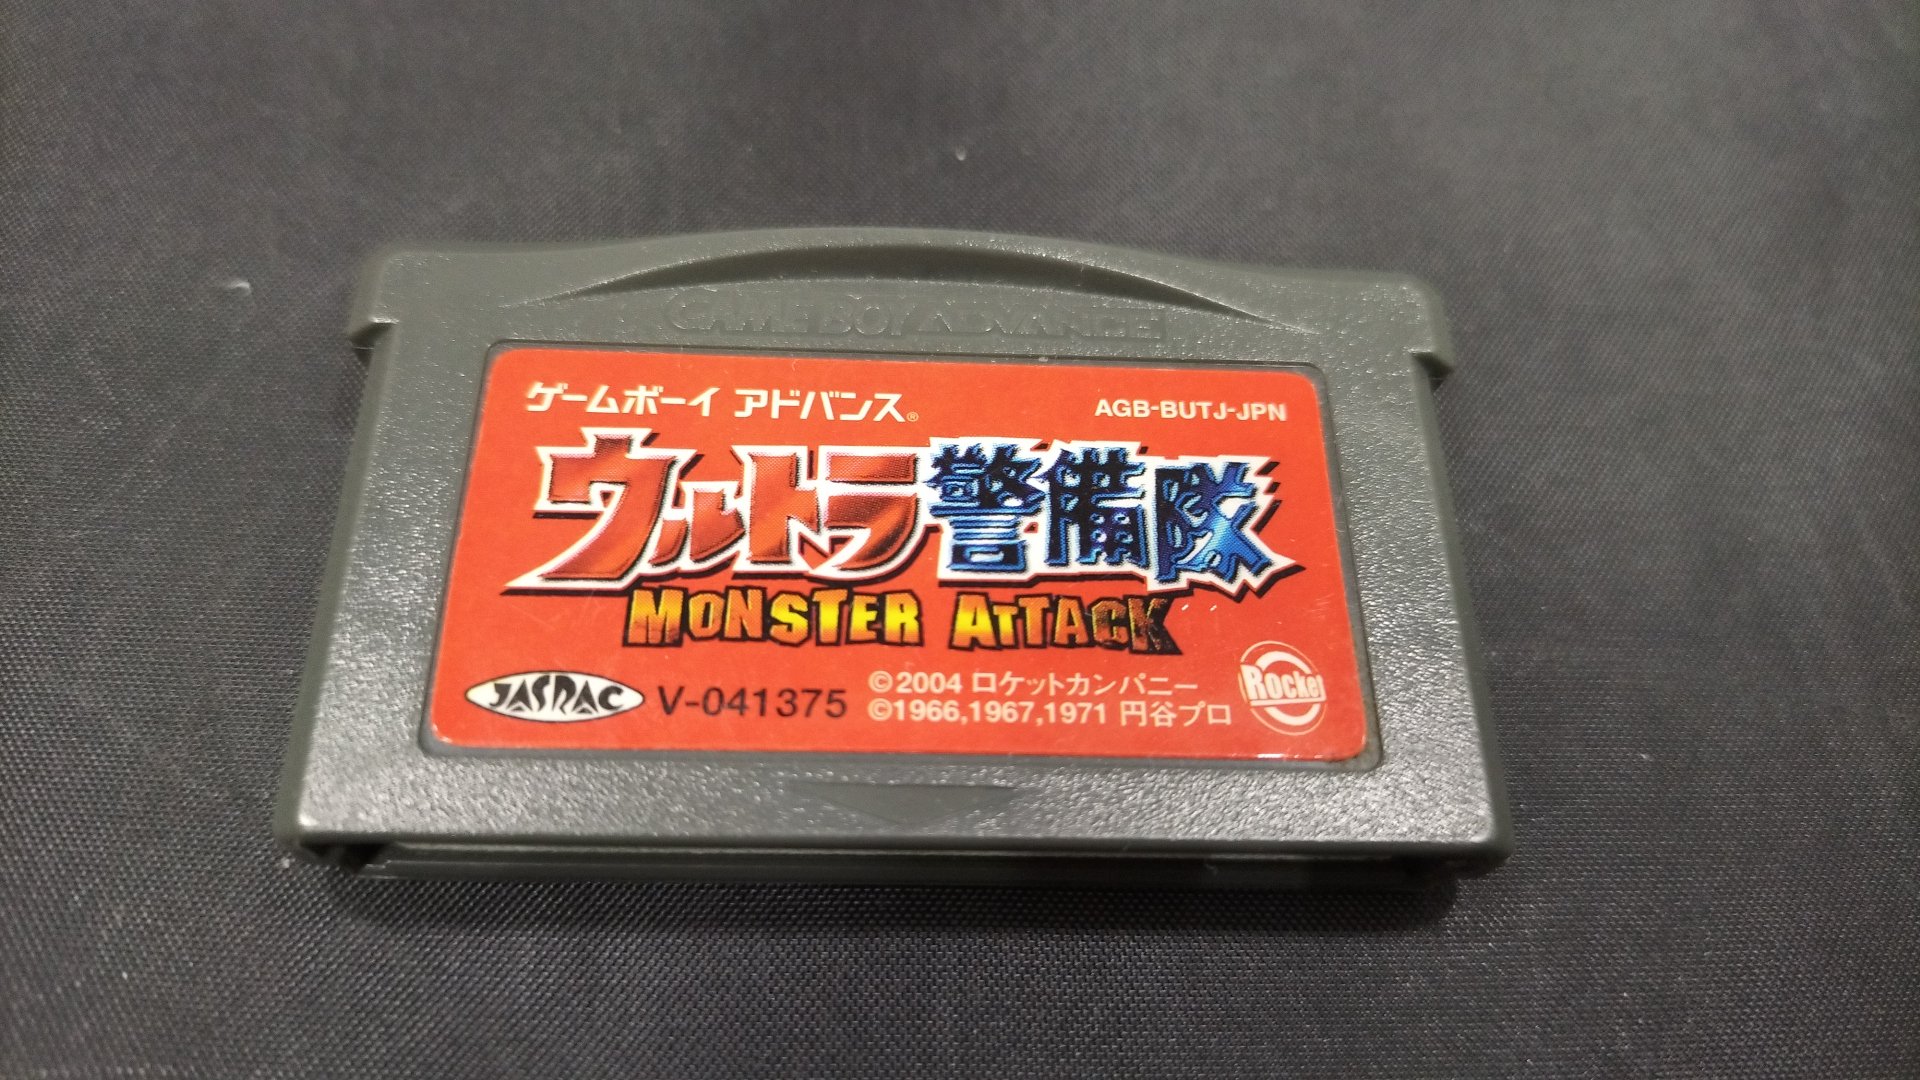 GAME BOY ADVANCE
ゲームボーイ アドバンス®
AGB-BUTJ-JPN
ウルトラ警備隊
MONSTER ATTACK
JASRAC V-041375
©2004 ロケットカンパニー
©1966,1967,1971 円谷プロ
Rocket